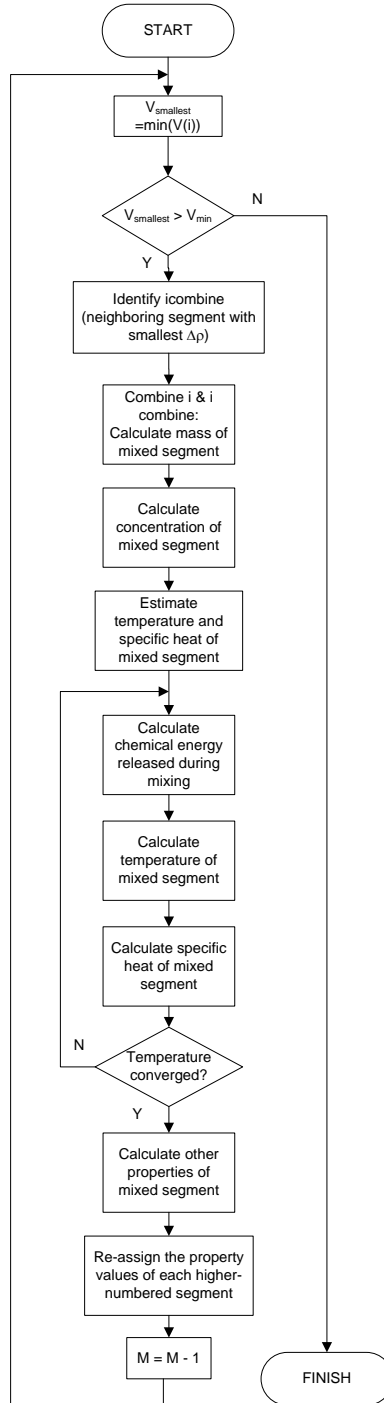 START
Vsmallest
=min(V(i))
Vsmallest > Vmin
N
Y
Identify icombine
(neighboring segment with
smallest Δρ)
Combine i & i
combine:
Calculate mass of
mixed segment
Calculate
concentration of
mixed segment
Estimate
temperature and
specific heat of
mixed segment
Calculate
chemical energy
released during
mixing
Calculate
temperature of
mixed segment
Calculate specific
heat of mixed
segment
N
Temperature
converged?
Y
Calculate other
properties of
mixed segment
Re-assign the property
values of each higher-
numbered segment
M = M - 1
FINISH